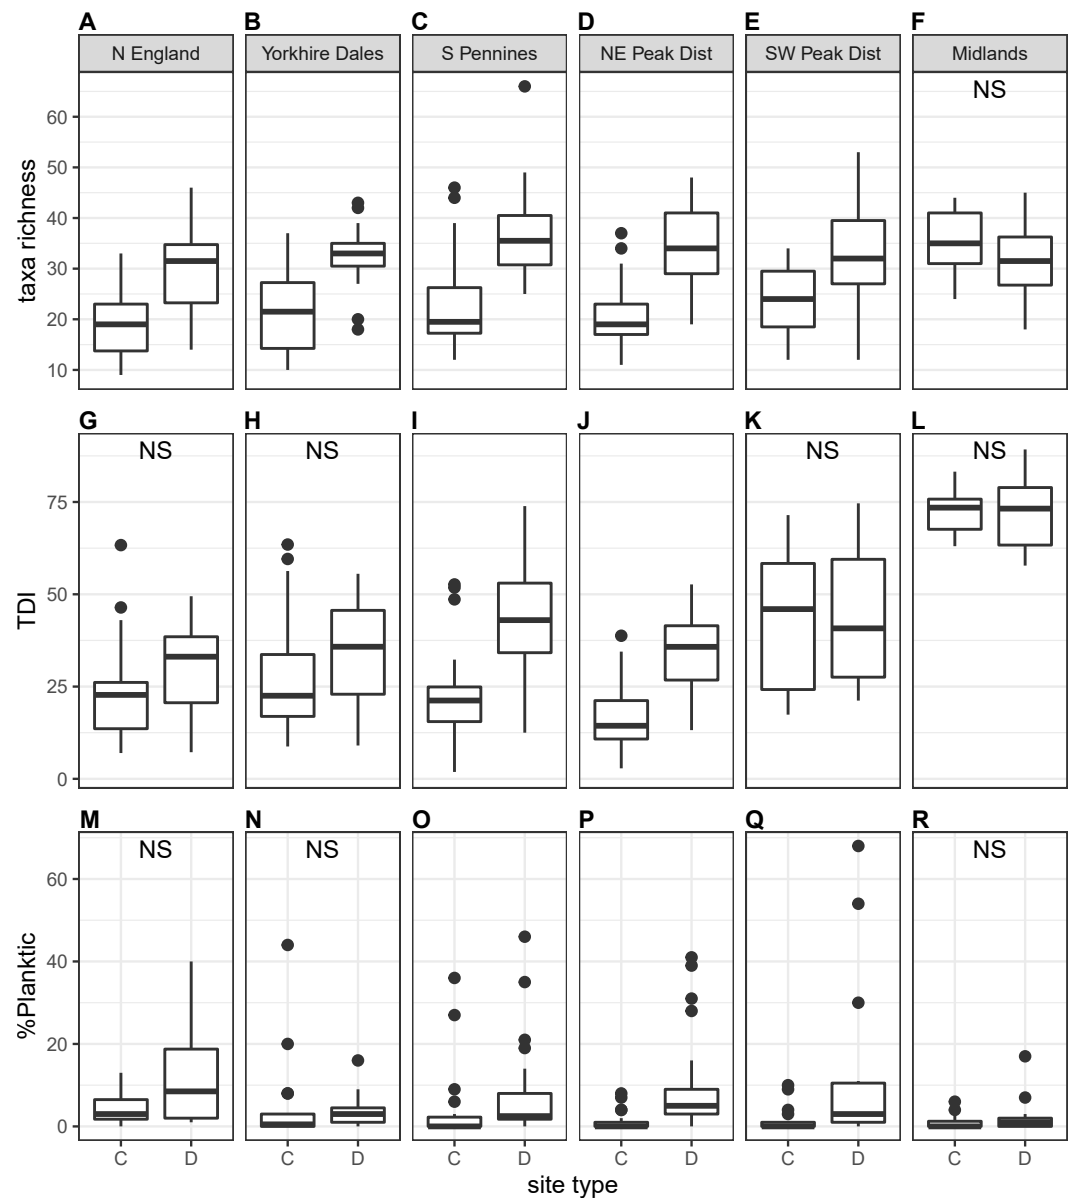 A B C D E F
N England Yorkshire Dales S Pennines NE Peak Dist SW Peak Dist Midlands
NS
taxa richness
60
50
40
30
20
10
G H I J K L
NS NS NS NS
TDI
75
50
25
0
M N O P Q R
NS NS NS
%Planktic
60
40
20
0
C D C D C D C D C D C D
site type